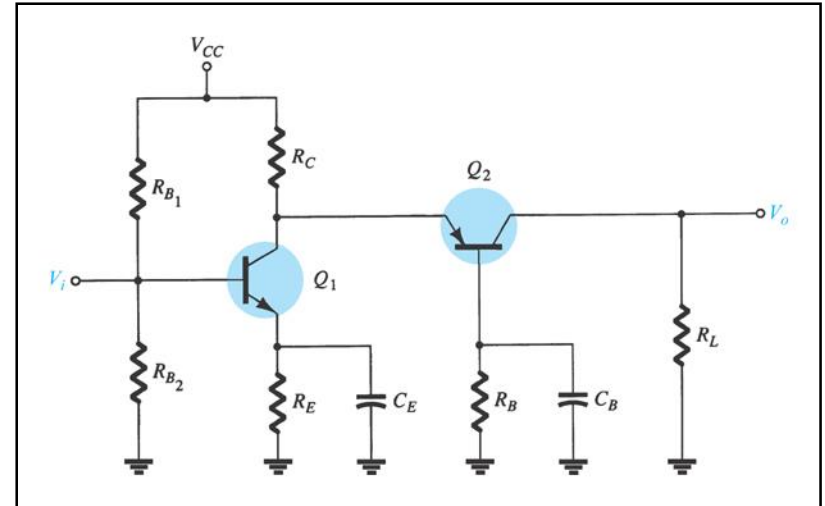 V_CC
R_C
Q_2
R_B1
V_o
V_i
Q_1
R_L
R_B2
R_E
C_E
R_B
C_B